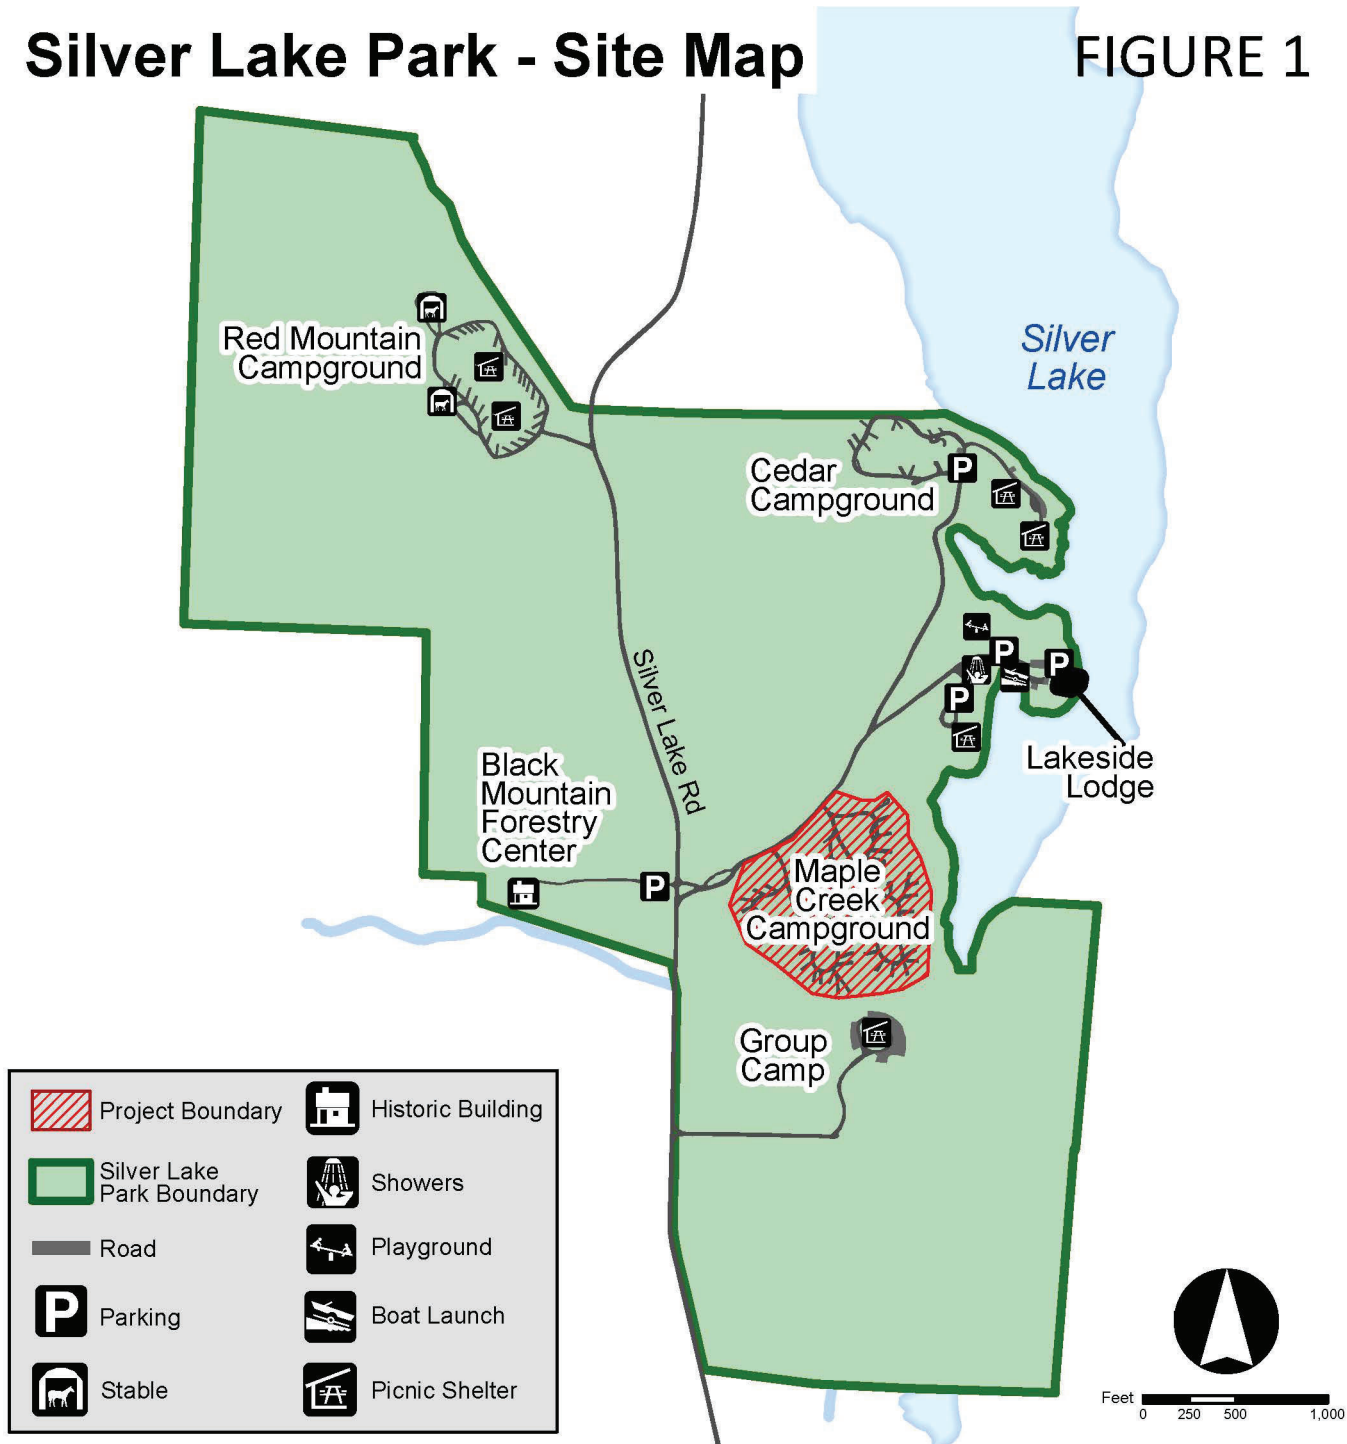 Silver Lake Park - Site Map
FIGURE 1
Silver
Lake
Red Mountain
Campground
Cedar
Campground
P
P
P
P
Silver Lake Rd
Lakeside
Lodge
Black
Mountain
Forestry
Center
P
Maple
Creek
Campground
Group
Camp
Project Boundary
Historic Building
Silver Lake
Park Boundary
Showers
Road
Playground
P
Parking
Boat Launch
Stable
Picnic Shelter
Feet
0 250 500 1,000